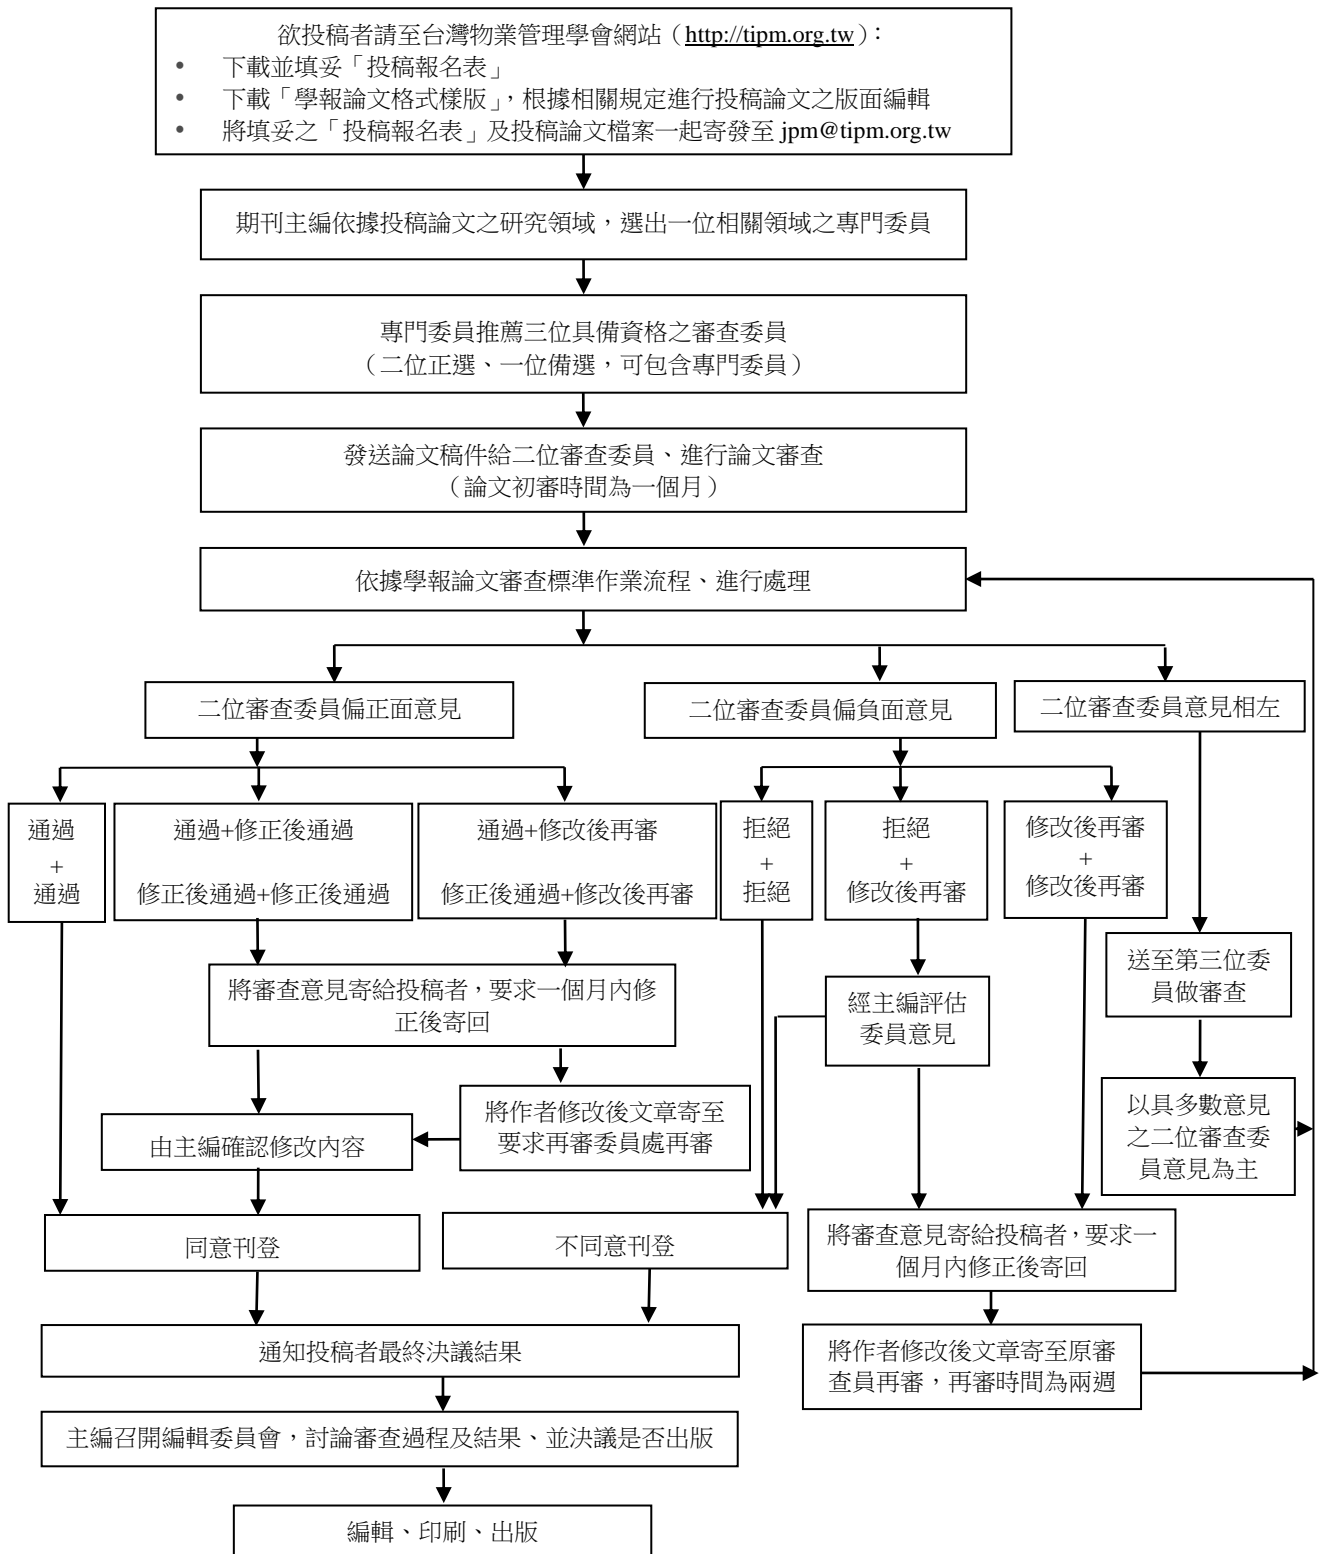 欲投稿者請至台灣物業管理學會網站（http://tipm.org.tw）：
• 下載並填妥「投稿報名表」
• 下載「學報論文格式樣版」，根據相關規定進行投稿論文之版面編輯
• 將填妥之「投稿報名表」及投稿論文檔案一起寄發至 jpm@tipm.org.tw
期刊主編依據投稿論文之研究領域，選出一位相關領域之專門委員
專門委員推薦三位具備資格之審查委員
（二位正選、一位備選，可包含專門委員）
發送論文稿件給二位審查委員、進行論文審查
（論文初審時間為一個月）
依據學報論文審查標準作業流程、進行處理
二位審查委員偏正面意見
二位審查委員偏負面意見
二位審查委員意見相左
通過
+
通過
通過+修正後通過
修正後通過+修正後通過
通過+修改後再審
修正後通過+修改後再審
拒絕
+
拒絕
拒絕
+
修改後再審
修改後再審
+
修改後再審
將審查意見寄給投稿者，要求一個月內修
正後寄回
經主編評估
委員意見
送至第三位委
員做審查
由主編確認修改內容
將作者修改後文章寄至
要求再審委員處再審
以具多數意見
之二位審查委
員意見為主
同意刊登
不同意刊登
將審查意見寄給投稿者，要求一
個月內修正後寄回
通知投稿者最終決議結果
將作者修改後文章寄至原審
查員再審，再審時間為兩週
主編召開編輯委員會，討論審查過程及結果、並決議是否出版
編輯、印刷、出版